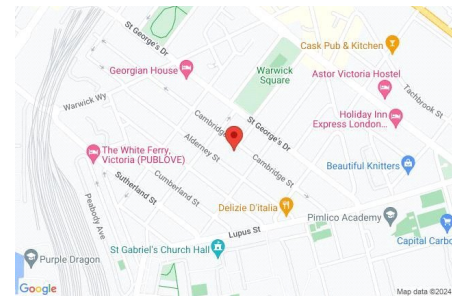 St George's Dr
Cask Pub & Kitchen
Georgian House
Warwick
Square
Astor Victoria Hostel
Tachbrook St
Warwick Wy
Holiday Inn
Express London...
St George's Dr
Cambridge
Alderney St
The White Ferry,
Victoria (PUBLOVE)
Cambridge St
Beautiful Knitters
Cumberland St
Sutherland St
Peabody Ave
Delizie D'italia
Pimlico Academy
Lupus St
St Gabriel's Church Hall
Capital Carbo
Purple Dragon
Google
Map data ©2024